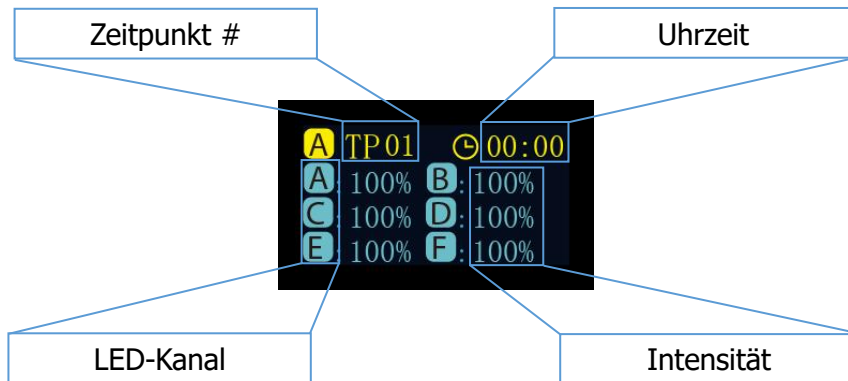 Zeitpunkt # Uhrzeit
A TP01 00:00
A: 100% B: 100%
C: 100% D: 100%
E: 100% F: 100%
LED-Kanal Intensität